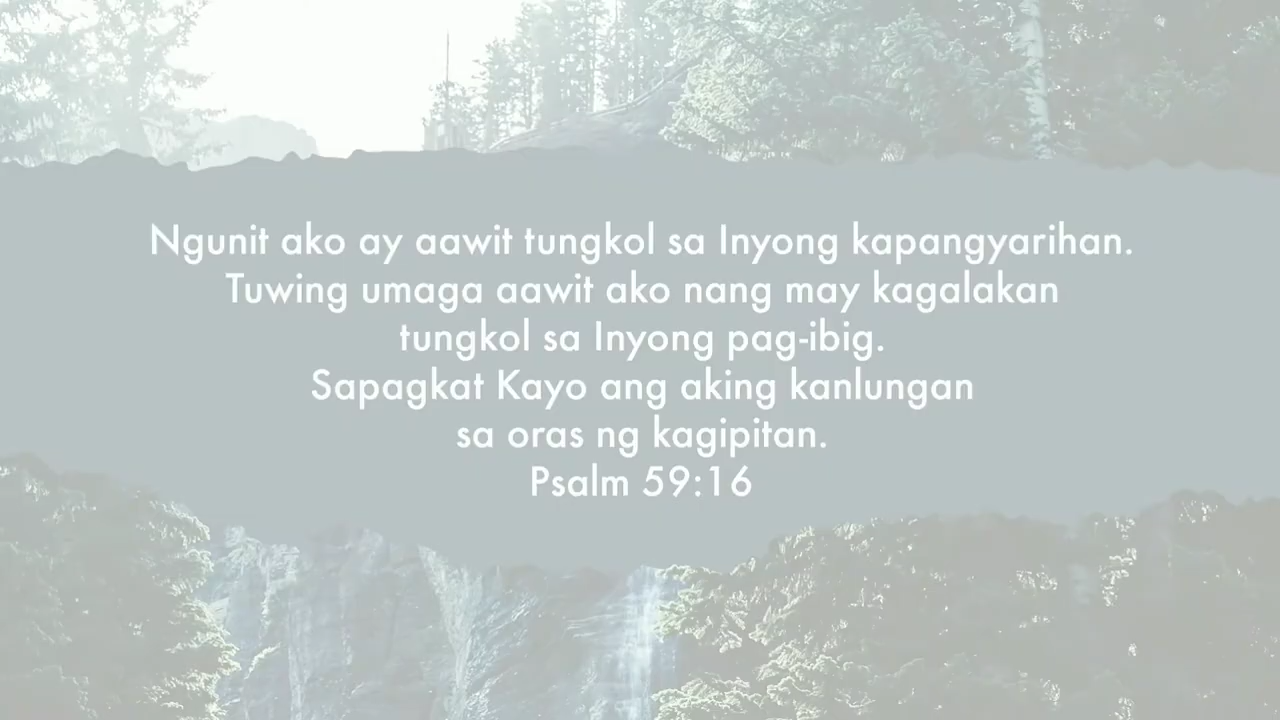 Ngunit ako ay aawit tungkol sa Inyong kapangyarihan.
Tuwing umaga aawit ako nang may kagalakan
tungkol sa Inyong pag-ibig.
Sapagkat Kayo ang aking kanlungan
sa oras ng kagipitan.
Psalm 59:16